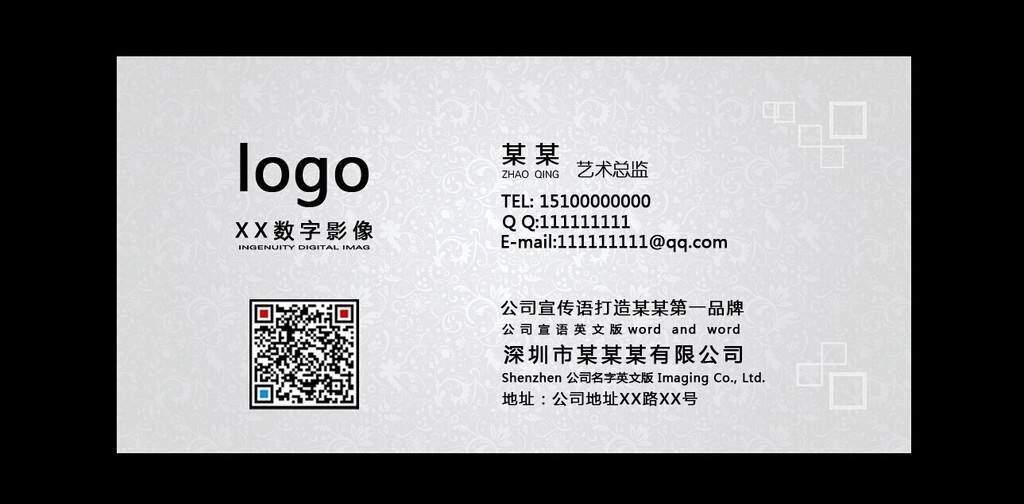 logo
XX数字影像
INGENUITY DIGITAL IMAG
某某
ZHAO QING
艺术总监
TEL: 15100000000
Q Q:111111111
E-mail:111111111@qq.com
公司宣传语打造某某第一品牌
公司宣语英文版word and word
深圳市某某某有限公司
Shenzhen 公司名字英文版 Imaging Co., Ltd.
地址：公司地址XX路XX号